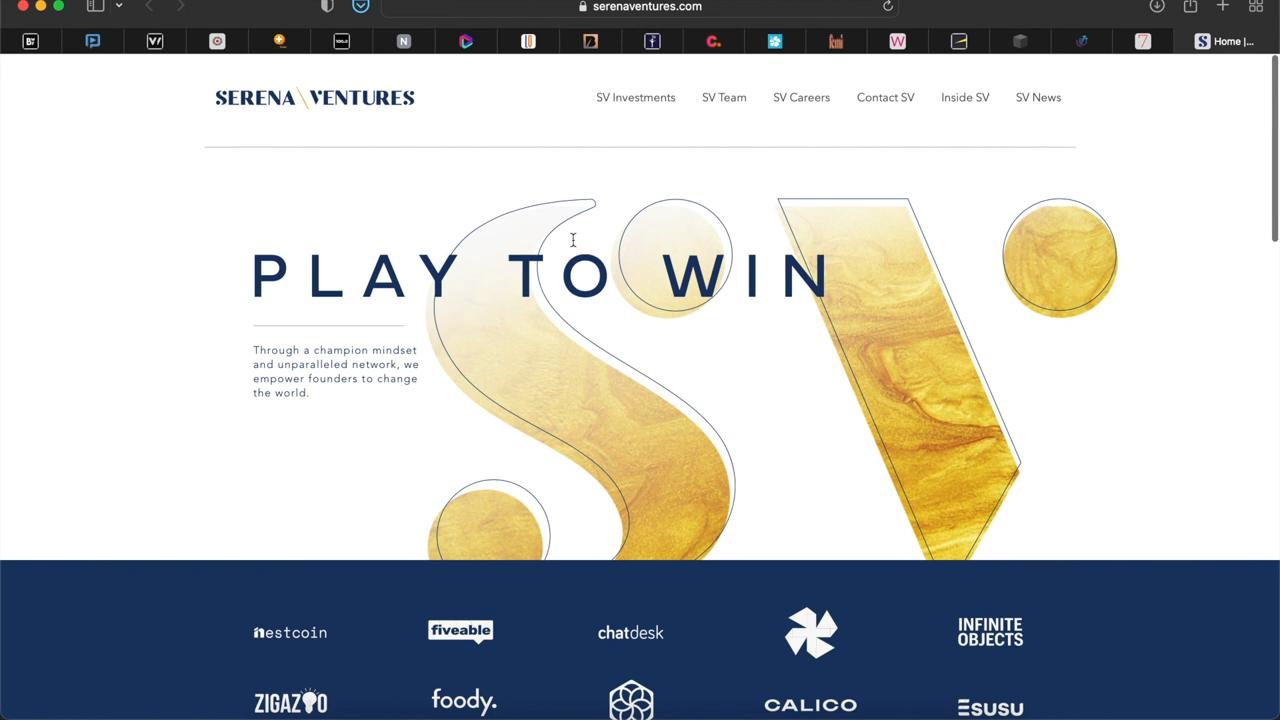 serenaventures.com
Home |...
SERENA VENTURES
SV Investments SV Team SV Careers Contact SV Inside SV SV News
PLAY TO WIN
Through a champion mindset
and unparalleled network, we
empower founders to change
the world.
SV
nestcoin fiveable chatdesk INFINITE
OBJECTS
ZIGAZOO foody. CALICO ESUSU